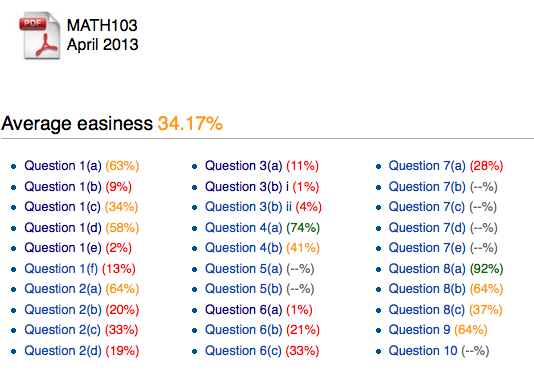 PDF
MATH103
April 2013
Average easiness 34.17%
Question 1(a) (63%)
Question 1(b) (9%)
Question 1(c) (34%)
Question 1(d) (58%)
Question 1(e) (2%)
Question 1(f) (13%)
Question 2(a) (64%)
Question 2(b) (20%)
Question 2(c) (33%)
Question 2(d) (19%)
Question 3(a) (11%)
Question 3(b) i (1%)
Question 3(b) ii (4%)
Question 4(a) (74%)
Question 4(b) (41%)
Question 5(a) (--%)
Question 5(b) (--%)
Question 6(a) (1%)
Question 6(b) (21%)
Question 6(c) (33%)
Question 7(a) (28%)
Question 7(b) (--%)
Question 7(c) (--%)
Question 7(d) (--%)
Question 7(e) (--%)
Question 8(a) (92%)
Question 8(b) (64%)
Question 8(c) (37%)
Question 9 (64%)
Question 10 (--%)